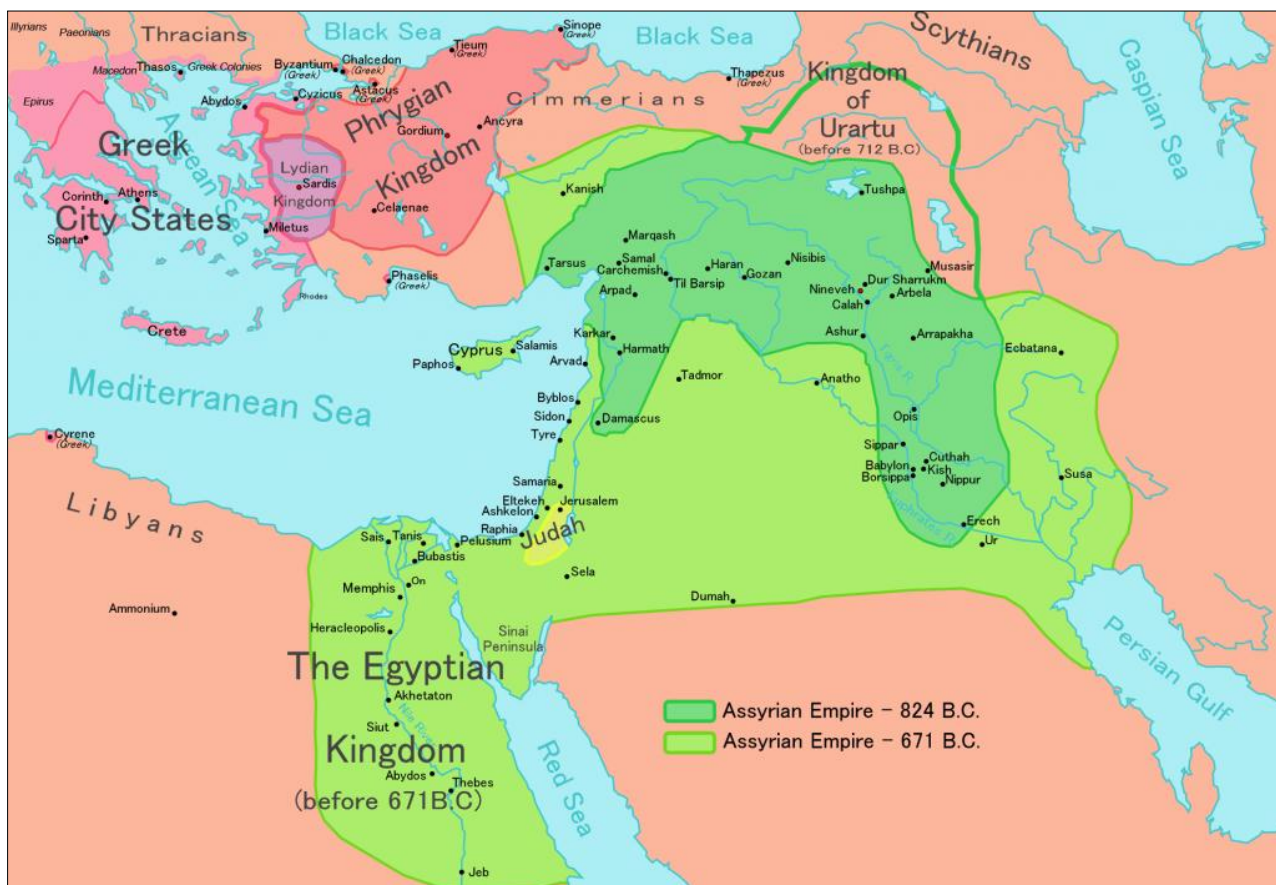 Illyrians
Paeonians
Thracians
Black Sea
Sinope
(Greek)
Black Sea
Scythians
Caspian Sea
Tieum
(Greek)
Macedon
Thasos
Greek Colonies
Byzantium
(Greek)
Chalcedon
(Greek)
Astacus
(Greek)
Thapezus
(Greek)
Kingdom
of
Urartu
(before 712 B.C)
Cimmerians
Epirus
Abydos
Cyzicus
Phrygian
Kingdom
Gordium
Ancyra
Greek
City States
Aegean Sea
Lydian
Kingdom
Sardis
Kanish
Tushpa
Corinth
Athens
Sparta
Celaenae
Miletus
Marqash
Samal
Carchemish
Haran
Nisibis
Musasir
Tarsus
Til Barsip
Gozan
Dur Sharrukm
Nineveh
Arbela
Calah
Phaselis
(Greek)
Rhodes
Arpad
Crete
Karkar
Ashur
Arrapakha
Cyprus
Salamis
Harmath
Ecbatana
Paphos
Arvad
Tadmor
Anatho
Mediterranean Sea
Byblos
Sidon
Damascus
Opis
Tyre
Cyrene
(Greek)
Sippar
Cuthah
Babylon
Kish
Borsippa
Nippur
Susa
Samaria
Libyans
Eltekeh
Jerusalem
Ashkelon
Euphrates R.
Erech
Raphia
Judah
Sais
Tanis
Pelusium
Ur
Bubastis
Sela
On
Memphis
Dumah
Ammonium
Heracleopolis
Sinai
Peninsula
Persian Gulf
The Egyptian
Kingdom
(before 671B.C)
Akhetaton
Nile River
Siut
Red Sea
Assyrian Empire – 824 B.C.
Assyrian Empire – 671 B.C.
Abydos
Thebes
Jeb